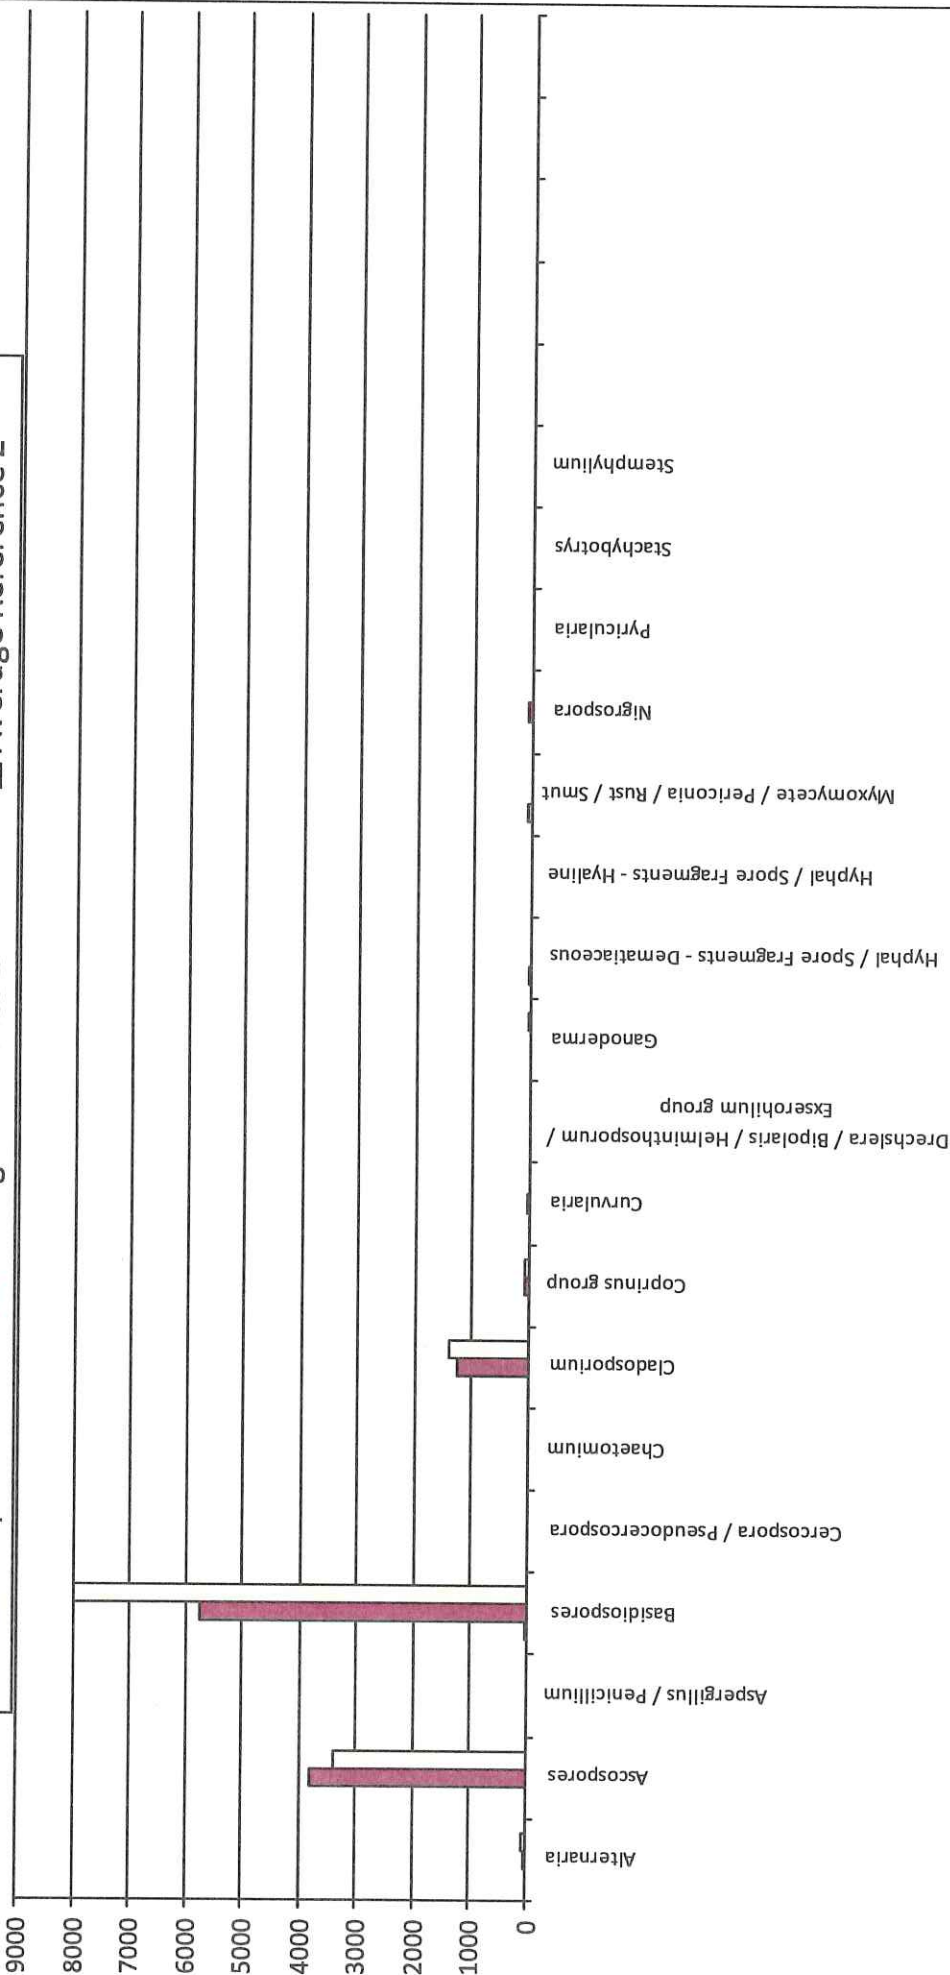 9000
8000
7000
6000
5000
4000
3000
2000
1000
0
Alternaria
Ascospores
Aspergillus / Penicillium
Basidiospores
Cercospora / Pseudocercospora
Chaetomium
Cladosporium
Coprinus group
Curvularia
Drechslera / Bipolaris / Helminthosporum /
Exserohilum group
Ganoderma
Hyphal / Spore Fragments - Dematiaceous
Hyphal / Spore Fragments - Hyaline
Myxomycete / Periconia / Rust / Smut
Nigrospora
Pyricularia
Stachybotrys
Stemphylium